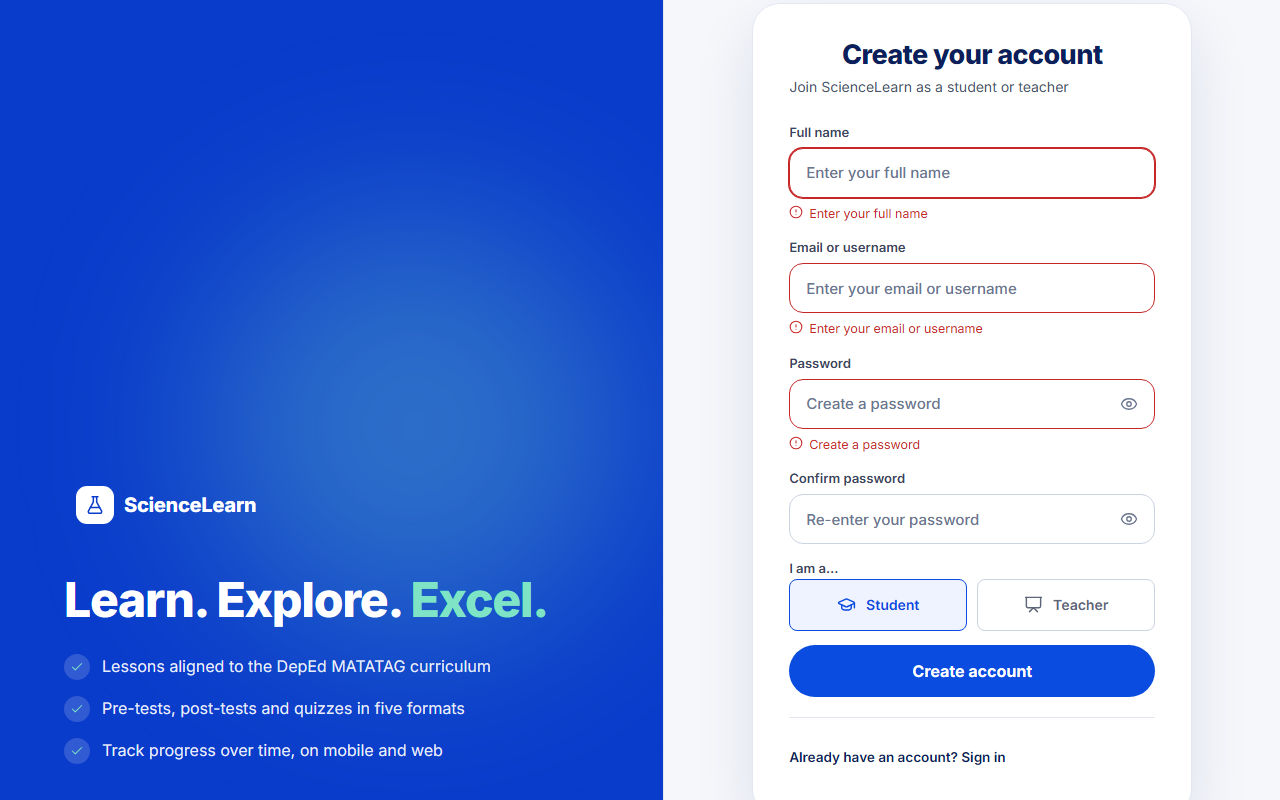 ScienceLearn
Learn. Explore. Excel.
Lessons aligned to the DepEd MATATAG curriculum
Pre-tests, post-tests and quizzes in five formats
Track progress over time, on mobile and web
Create your account
Join ScienceLearn as a student or teacher
Full name
Enter your full name
Enter your full name
Email or username
Enter your email or username
Enter your email or username
Password
Create a password
Create a password
Confirm password
Re-enter your password
I am a...
Student
Teacher
Create account
Already have an account? Sign in